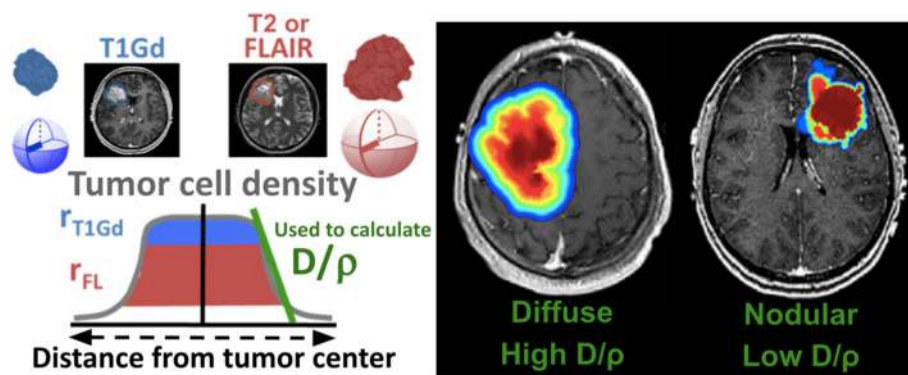 T1Gd
T2 or
FLAIR
Tumor cell density
rT1Gd
Used to calculate
D/ρ
rFL
Distance from tumor center
Diffuse
High D/ρ
Nodular
Low D/ρ